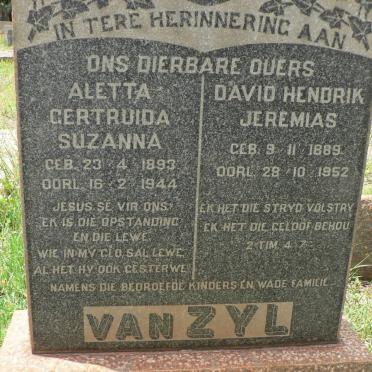 IN TERE HERINNERING AAN
ONS DIERBARE OUERS
ALETTA
GERTRUIDA
SUZANNA
GEB. 23 4 1893
OORL. 16 2 1944
JESUS SE VIR ONS
EK IS DIE OPSTANDING
EN DIE LEWE
WIE IN MY GLO SAL LEWE,
AL HET HY OOK GESTERWE
DAVID HENDRIK
JEREMIAS
GEB. 9 11 1889
OORL. 28 10 1952
EK HET DIE STRYD VOLSTRY
EK HET DIE GELOOF BEHOU
2 TIM. 4. 7.
NAMENS DIE BEDROEFDE KINDERS EN WADE FAMILIE.
VAN ZYL